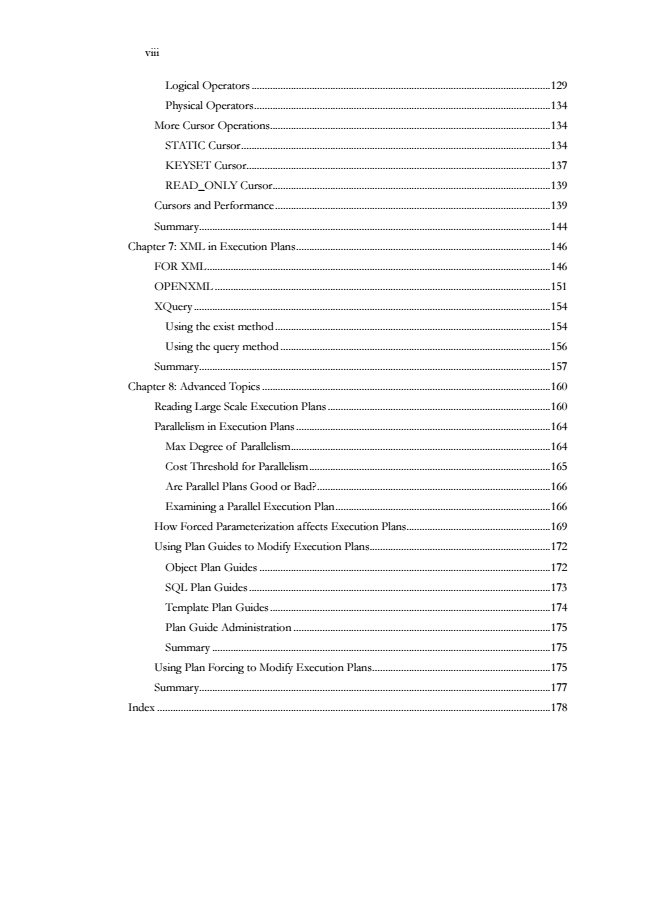 viii
Logical Operators ........ 129
Physical Operators ........ 134
More Cursor Operations ........ 134
STATIC Cursor ........ 134
KEYSET Cursor ........ 137
READ_ONLY Cursor ........ 139
Cursors and Performance ........ 139
Summary ........ 144
Chapter 7: XML in Execution Plans ........ 146
FOR XML ........ 146
OPENXML ........ 151
XQuery ........ 154
Using the exist method ........ 154
Using the query method ........ 156
Summary ........ 157
Chapter 8: Advanced Topics ........ 160
Reading Large Scale Execution Plans ........ 160
Parallelism in Execution Plans ........ 164
Max Degree of Parallelism ........ 164
Cost Threshold for Parallelism ........ 165
Are Parallel Plans Good or Bad? ........ 166
Examining a Parallel Execution Plan ........ 166
How Forced Parameterization affects Execution Plans ........ 169
Using Plan Guides to Modify Execution Plans ........ 172
Object Plan Guides ........ 172
SQL Plan Guides ........ 173
Template Plan Guides ........ 174
Plan Guide Administration ........ 175
Summary ........ 175
Using Plan Forcing to Modify Execution Plans ........ 175
Summary ........ 177
Index ........ 178